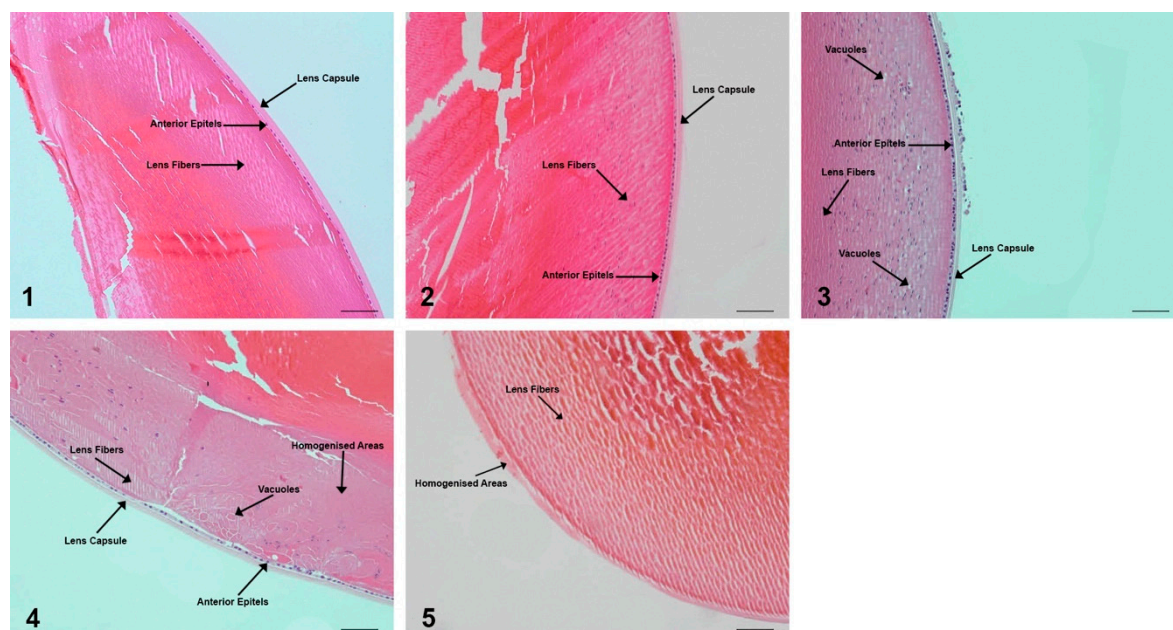 Lens Capsule
Anterior Epitels
Lens Fibers
1
Lens Capsule
Lens Fibers
Anterior Epitels
2
Vacuoles
Anterior Epitels
Lens Fibers
Lens Capsule
Vacuoles
3
Homogenised Areas
Lens Fibers
Vacuoles
Lens Capsule
Anterior Epitels
4
Lens Fibers
Homogenised Areas
5